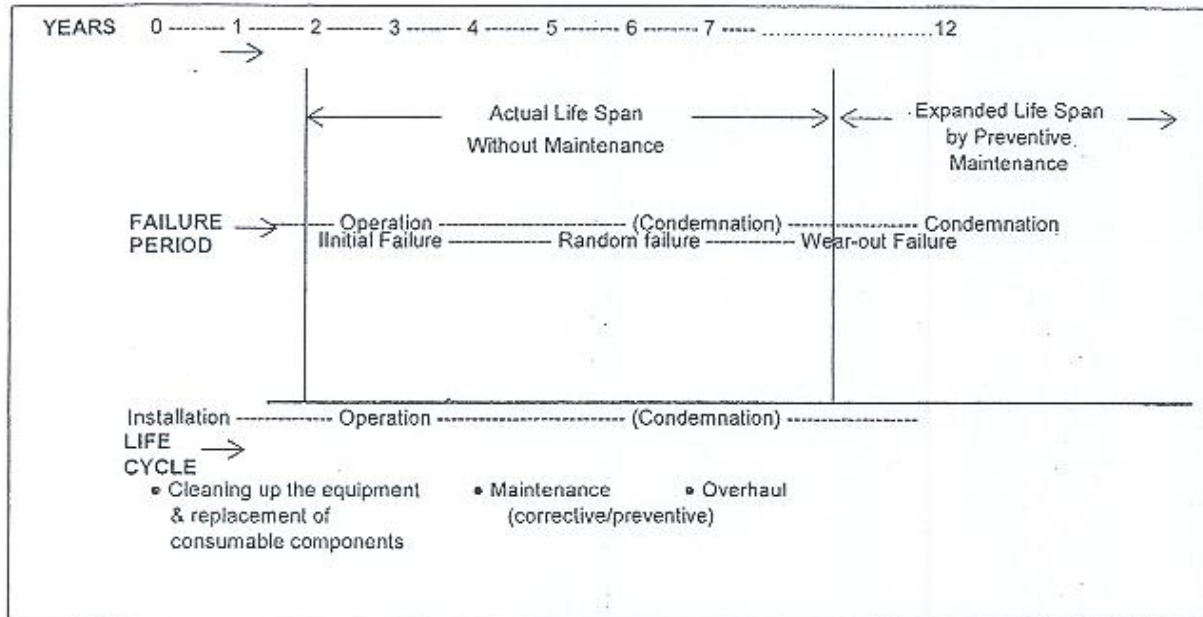 YEARS 0 ------- 1 ------- 2 ------- 3 ------- 4 ------- 5 ------- 6 ------- 7 ----- ........................12
Actual Life Span
Without Maintenance
Expanded Life Span
by Preventive.
Maintenance
FAILURE
PERIOD
Operation ------- (Condemnation) ------- Condemnation
IInitial Failure ------- Random failure ------- Wear-out Failure
Installation ------- Operation ------- (Condemnation) -------
LIFE
CYCLE
• Cleaning up the equipment
& replacement of
consumable components
• Maintenance
(corrective/preventive)
• Overhaul